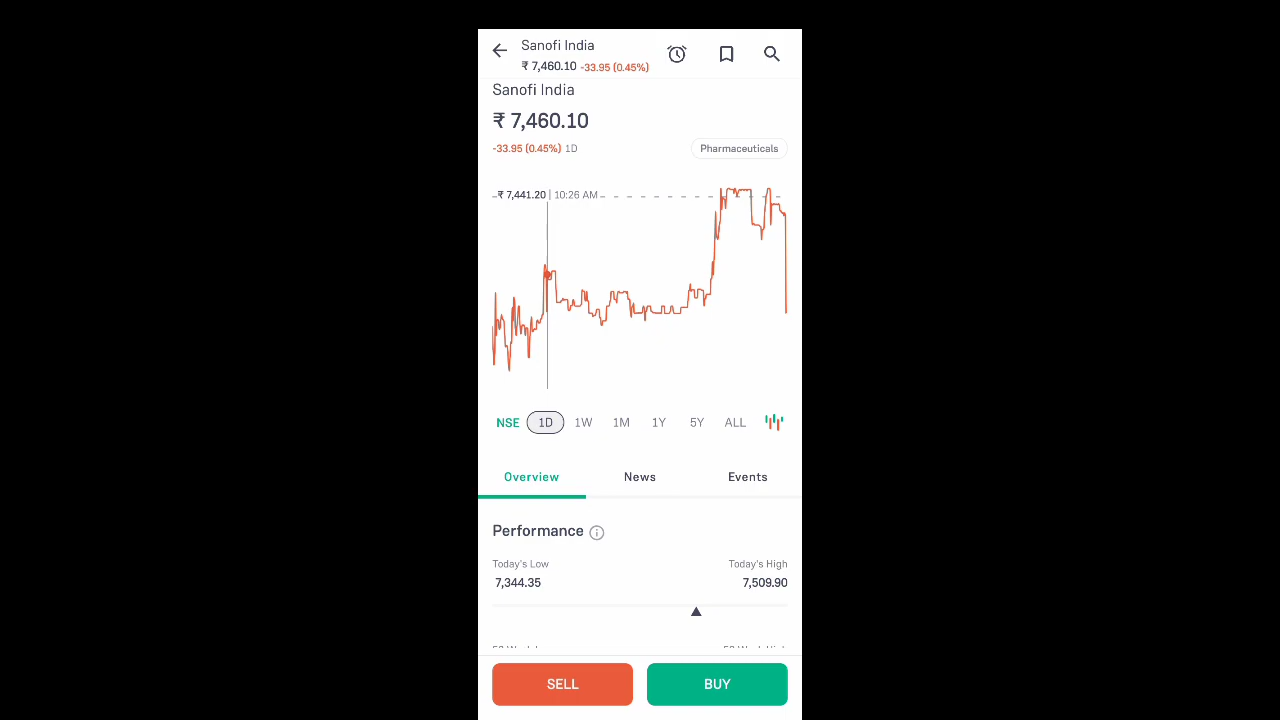 Sanofi India
₹ 7,460.10 -33.95 (0.45%)
Sanofi India
₹ 7,460.10
-33.95 (0.45%) 1D
Pharmaceuticals
₹ 7,441.20 | 10:26 AM
NSE 1D 1W 1M 1Y 5Y ALL
Overview News Events
Performance
Today's Low Today's High
7,344.35 7,509.90
SELL BUY